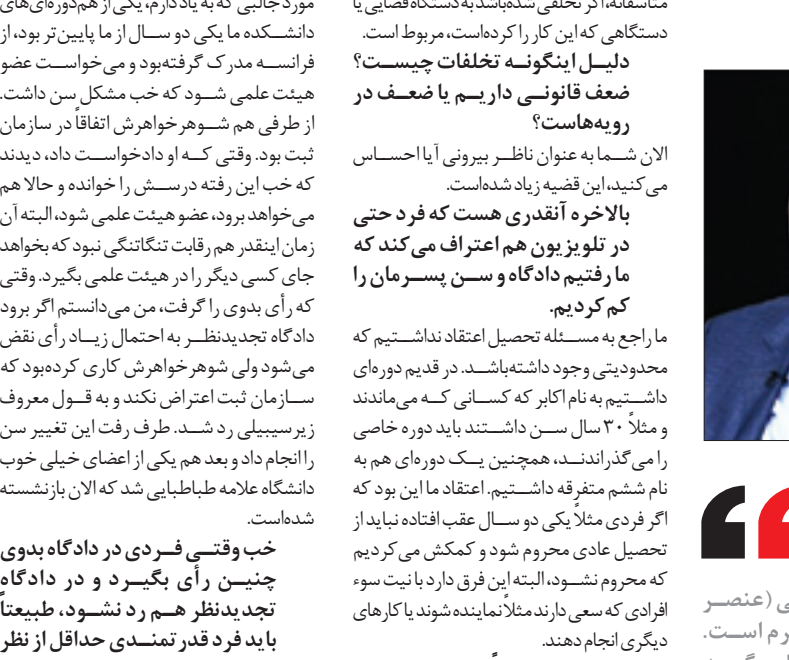 متأسفانه، اگر تخلفی شده‌باشد به دستگاه قضایی یا
دستگاهی که این کار را کرده‌است، مربوط است.
دلیل اینگونه تخلفات چیست؟
ضعف قانونی داریم یا ضعف در
رویه‌هاست؟
الان شما به عنوان ناظر بیرونی آیا احساس
می‌کنید، این قضیه زیاد شده‌است.
بالاخره آنقدری هست که فرد حتی
در تلویزیون هم اعتراف می‌کند که
ما رفتیم دادگاه و سن پسرمان را
کم کردیم.
ما راجع به مسئله تحصیل اعتقاد نداشتیم که
محدودیتی وجود داشته‌باشد. در قدیم دوره‌ای
داشتیم به نام اکابر که کسانی که می‌ماندند
و مثلاً ۳۰ سال سن داشتند باید دوره خاصی
را می‌گذراندند، همچنین یک دوره‌ای هم به
نام ششم متفرقه داشتیم. اعتقاد ما این بود که
اگر فردی مثلاً یکی دو سال عقب افتاده نباید از
تحصیل عادی محروم شود و کمکش می‌کردیم
که محروم نشود، البته این فرق دارد با نیت سوء
افرادی که سعی دارند مثلاً نماینده شوند یا کارهای
دیگری انجام دهند.
مورد جالبی که به یاد دارم، یکی از هم‌دوره‌ای‌های
دانشکده ما یکی دو سال از ما پایین‌تر بود، از
فرانسه مدرک گرفته‌بود و می‌خواست عضو
هیئت علمی شود که خب مشکل سن داشت.
از طرفی هم شوهرخواهرش اتفاقاً در سازمان
ثبت بود. وقتی که او دادخواست داد، دیدند
که خب این رفته درسش را خوانده و حالا هم
می‌خواهد برود، عضو هیئت علمی شود، البته آن
زمان اینقدر هم رقابت تنگاتنگی نبود که بخواهد
جای کسی دیگر را در هیئت علمی بگیرد. وقتی
که رأی بدوی را گرفت، من می‌دانستم اگر برود
دادگاه تجدیدنظر به احتمال زیاد رأی نقض
می‌شود ولی شوهرخواهرش کاری کرده‌بود که
سازمان ثبت اعتراض نکند و به قول معروف
زیرسبیلی رد شد. طرف رفت این تغییر سن
را انجام داد و بعد هم یکی از اعضای خیلی خوب
دانشگاه علامه طباطبایی شد که الان بازنشسته
شده‌است.
خب وقتی فردی در دادگاه بدوی
چنین رأی بگیرد و در دادگاه
تجدیدنظر هم رد نشود، طبیعتاً
باید فرد قدرتمندی حداقل از نظر
ی (عنصر
رم است.